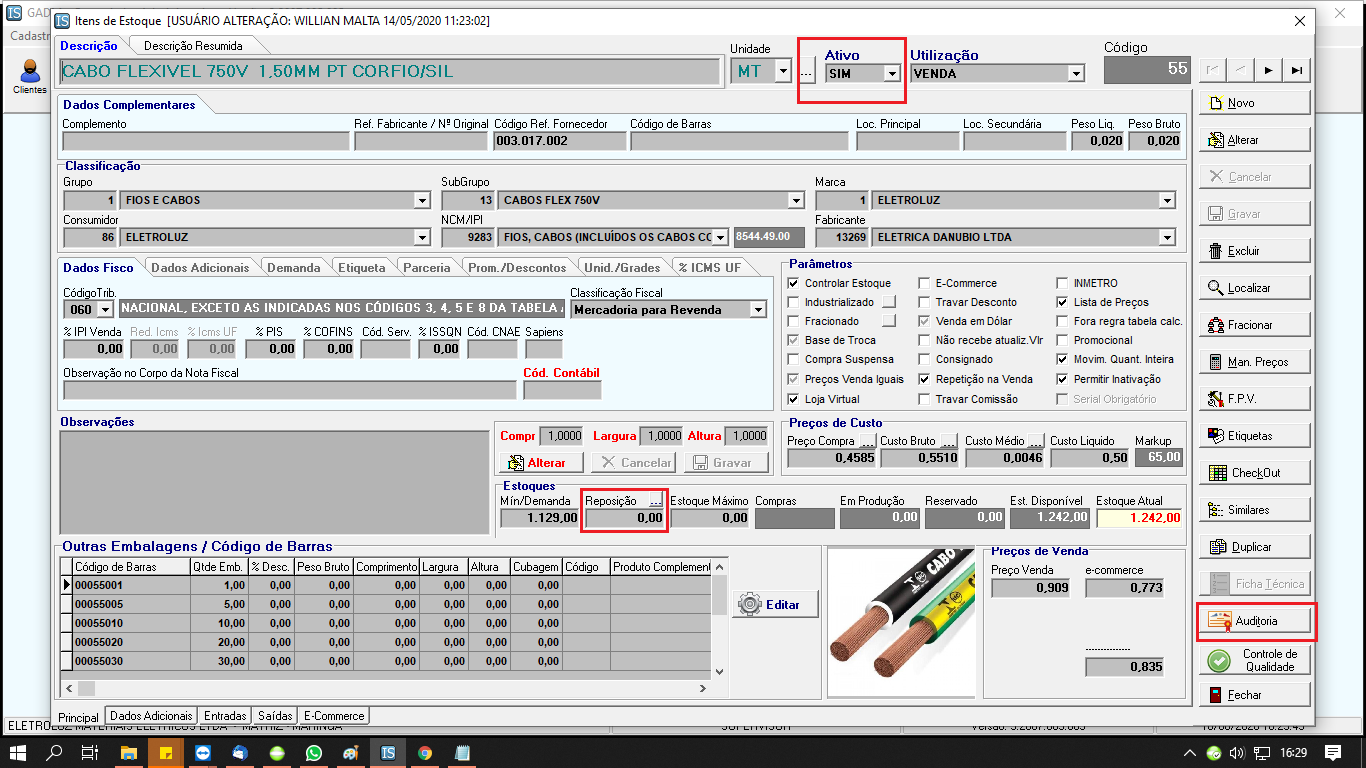 GAD
Itens de Estoque [USUÁRIO ALTERAÇÃO: WILLIAN MALTA 14/05/2020 11:23:02]
Cadastr
Clientes
Descrição
Descrição Resumida
CABO FLEXIVEL 750V 1,50MM PT CORFIO/SIL
Unidade
MT
...
Ativo
SIM
Utilização
VENDA
Código
55
Dados Complementares
Complemento
Ref. Fabricante / Nº Original
Código Ref. Fornecedor
Código de Barras
Loc. Principal
Loc. Secundária
Peso Liq.
Peso Bruto
003.017.002
0,020
0,020
Classificação
Grupo
SubGrupo
Marca
1 FIOS E CABOS
13 CABOS FLEX 750V
1 ELETROLUZ
Consumidor
NCM/IPI
Fabricante
86 ELETROLUZ
9283 FIOS, CABOS (INCLUÍDOS OS CABOS CO
8544.49.00
13269 ELETRICA DANUBIO LTDA
Dados Fisco
Dados Adicionais
Demanda
Etiqueta
Parceria
Prom./Descontos
Unid./Grades
% ICMS UF
CódigoTrib.
Classificação Fiscal
060
NACIONAL, EXCETO AS INDICADAS NOS CÓDIGOS 3, 4, 5 E 8 DA TABELA
Mercadoria para Revenda
% IPI Venda
Red. Icms
% Icms UF
% PIS
% COFINS
Cód. Serv.
% ISSQN
Cód. CNAE
Sapiens
0,00
0,00
0,00
0,00
0,00
0,00
Observação no Corpo da Nota Fiscal
Cód. Contábil
Parâmetros
Controlar Estoque
E-Commerce
INMETRO
Industrializado
Travar Desconto
Lista de Preços
Fracionado
Venda em Dólar
Fora regra tabela calc.
Base de Troca
Não recebe atualiz.Vlr
Promocional
Compra Suspensa
Consignado
Movim. Quant. Inteira
Preços Venda Iguais
Repetição na Venda
Permitir Inativação
Loja Virtual
Travar Comissão
Serial Obrigatório
Observações
Compr 1,0000
Largura 1,0000
Altura 1,0000
Alterar
Cancelar
Gravar
Preços de Custo
Preço Compra ...
Custo Bruto ...
Custo Médio ...
Custo Liquido
Markup
0,4585
0,5510
0,0046
0,50
65,00
Estoques
Mín/Demanda
Reposição ...
Estoque Máximo
Compras
Em Produção
Reservado
Est. Disponível
Estoque Atual
1.129,00
0,00
0,00
0,00
0,00
1.242,00
1.242,00
Outras Embalagens / Código de Barras
Código de Barras Qtde Emb. % Desc. Peso Bruto Comprimento Largura Altura Cubagem Código Produto Complement
00055001 1,00 0,00 0,00 0,00 0,00 0,00 0,00
00055005 5,00 0,00 0,00 0,00 0,00 0,00 0,00
00055010 10,00 0,00 0,00 0,00 0,00 0,00 0,00
00055020 20,00 0,00 0,00 0,00 0,00 0,00 0,00
00055030 30,00 0,00 0,00 0,00 0,00 0,00 0,00
Editar
CABO
Preços de Venda
Preço Venda
e-commerce
0,909
0,773
---------------
0,835
Novo
Alterar
Cancelar
Gravar
Excluir
Localizar
Fracionar
Man. Preços
F.P.V.
Etiquetas
CheckOut
Similares
Duplicar
Ficha Técnica
Auditoria
Controle de
Qualidade
Fechar
Principal
Dados Adicionais
Entradas
Saídas
E-Commerce
IS
16:29